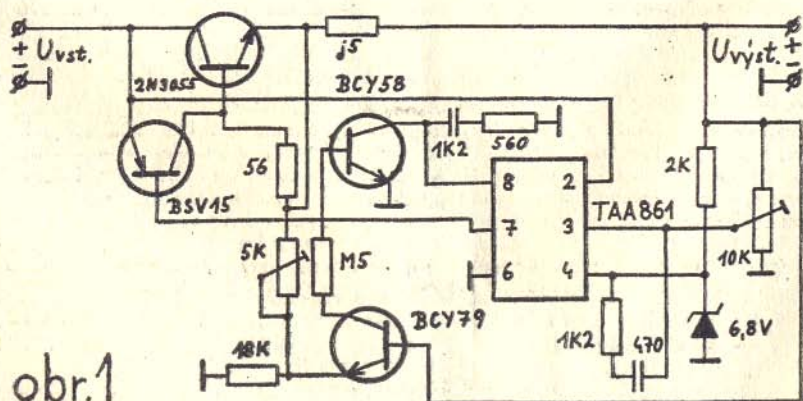 +
Uvst.
-
2N3055
j5
Uvýst.
+
-
BCY58
1K2
560
56
BSV15
8
2
7
3
6
4
TAA861
2K
10K
5K
M5
BCY79
1K2
470
6,8V
18K
obr.1